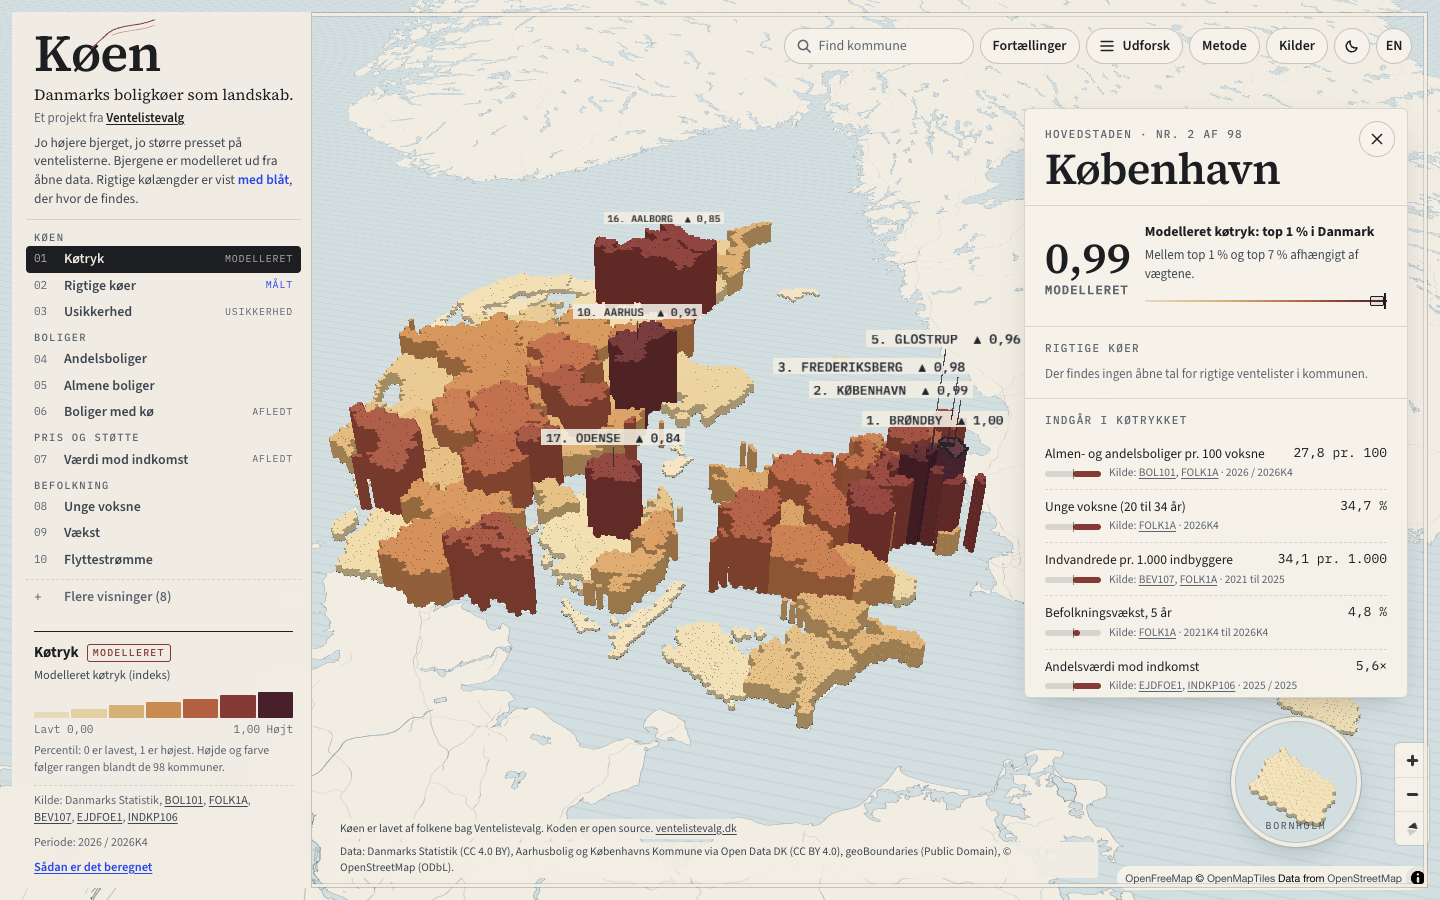 Køen
Danmarks boligkøer som landskab.
Et projekt fra Ventelistevalg
Jo højere bjerget, jo større presset på
ventelisterne. Bjergene er modelleret ud fra
åbne data. Rigtige kølængder er vist med blåt,
der hvor de findes.
KØEN
01 Køtryk MODELLERET
02 Rigtige køer MÅLT
03 Usikkerhed USIKKERHED
BOLIGER
04 Andelsboliger
05 Almene boliger
06 Boliger med kø AFLEDT
PRIS OG STØTTE
07 Værdi mod indkomst AFLEDT
BEFOLKNING
08 Unge voksne
09 Vækst
10 Flyttestrømme
+ Flere visninger (8)
Køtryk MODELLERET
Modelleret køtryk (indeks)
Lavt 0,00 1,00 Højt
Percentil: 0 er lavest, 1 er højest. Højde og farve
følger rangen blandt de 98 kommuner.
Kilde: Danmarks Statistik, BOL101, FOLK1A,
BEV107, EJDFOE1, INDKP106
Periode: 2026 / 2026K4
Sådan er det beregnet
Find kommune
Fortællinger
Udforsk
Metode
Kilder
EN
16. AALBORG ▲ 0,85
10. AARHUS ▲ 0,91
5. GLOSTRUP ▲ 0,96
3. FREDERIKSBERG ▲ 0,98
2. KØBENHAVN ▲ 0,99
1. BRØNDBY ▲ 1,00
17. ODENSE ▲ 0,84
HOVEDSTADEN · NR. 2 AF 98
København
0,99
MODELLERET
Modelleret køtryk: top 1 % i Danmark
Mellem top 1 % og top 7 % afhængigt af
vægtene.
RIGTIGE KØER
Der findes ingen åbne tal for rigtige ventelister i kommunen.
INDGÅR I KØTRYKKET
Almen- og andelsboliger pr. 100 voksne 27,8 pr. 100
Kilde: BOL101, FOLK1A · 2026 / 2026K4
Unge voksne (20 til 34 år) 34,7 %
Kilde: FOLK1A · 2026K4
Indvandrede pr. 1.000 indbyggere 34,1 pr. 1.000
Kilde: BEV107, FOLK1A · 2021 til 2025
Befolkningsvækst, 5 år 4,8 %
Kilde: FOLK1A · 2021K4 til 2026K4
Andelsværdi mod indkomst 5,6×
Kilde: EJDFOE1, INDKP106 · 2025 / 2025
BORNHOLM
Køen er lavet af folkene bag Ventelistevalg. Koden er open source. ventelistevalg.dk
Data: Danmarks Statistik (CC 4.0 BY), Aarhusbolig og Københavns Kommune via Open Data DK (CC BY 4.0), geoBoundaries (Public Domain), ©
OpenStreetMap (ODbL).
OpenFreeMap © OpenMapTiles Data from OpenStreetMap